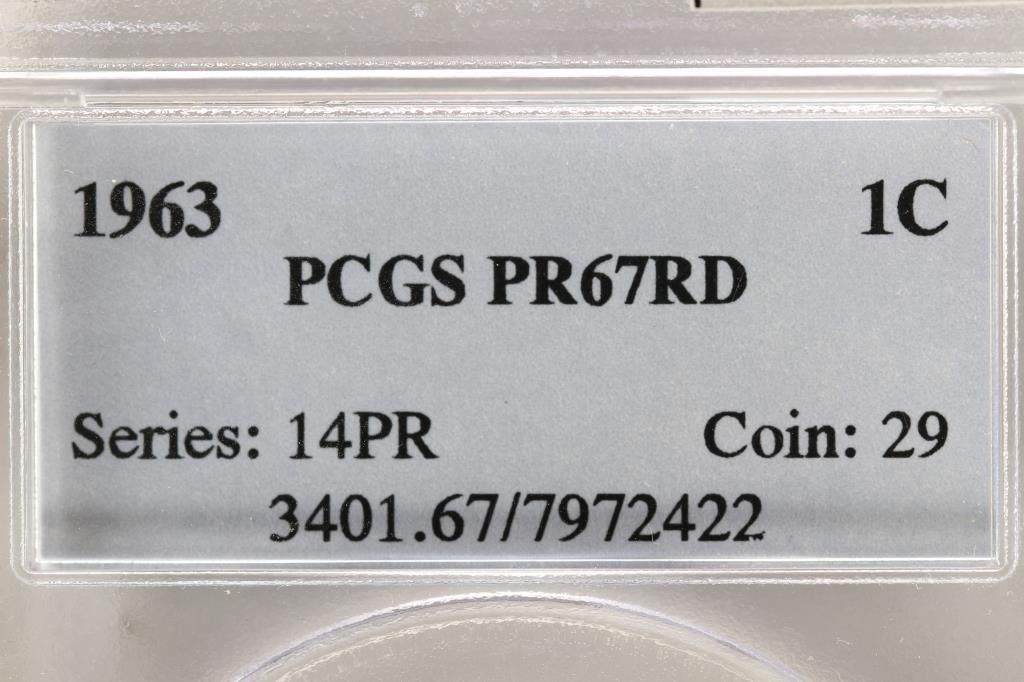 1963 1C
PCGS PR67RD
Series: 14PR Coin: 29
3401.67/7972422